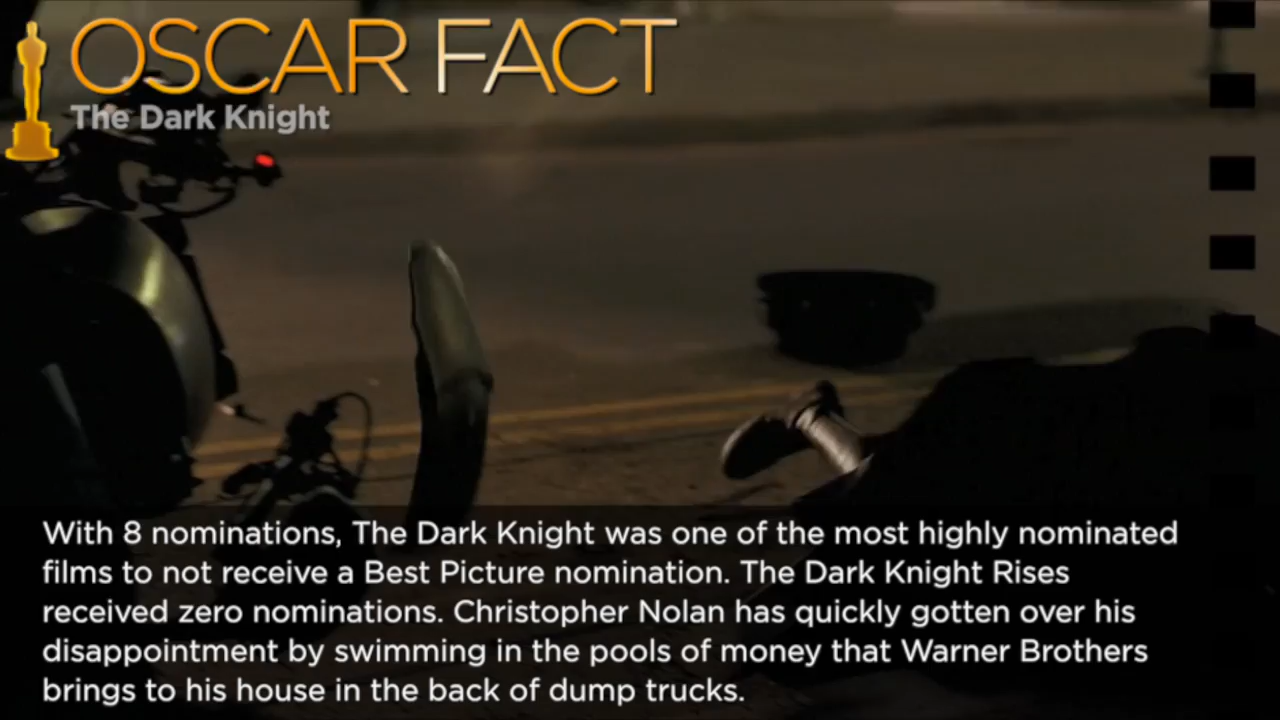 OSCAR FACT
The Dark Knight
With 8 nominations, The Dark Knight was one of the most highly nominated
films to not receive a Best Picture nomination. The Dark Knight Rises
received zero nominations. Christopher Nolan has quickly gotten over his
disappointment by swimming in the pools of money that Warner Brothers
brings to his house in the back of dump trucks.